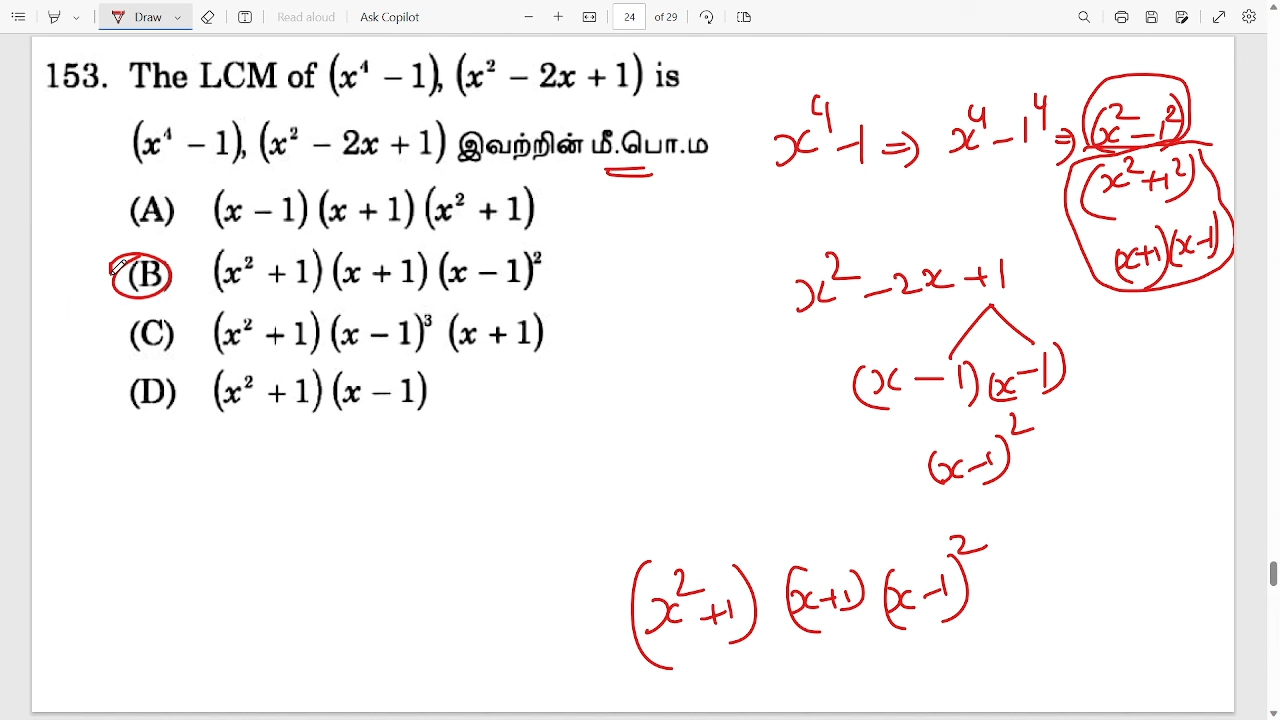 Draw
Read aloud
Ask Copilot
24 of 29
153. The LCM of (x⁴ − 1), (x² − 2x + 1) is
(x⁴ − 1), (x² − 2x + 1) இவற்றின் மீ.பொ.ம
(A) (x − 1) (x + 1) (x² + 1)
(B) (x² + 1) (x + 1) (x − 1)²
(C) (x² + 1) (x − 1)³ (x + 1)
(D) (x² + 1) (x − 1)
x⁴ − 1 ⇒ x⁴ − 1⁴ ⇒ (x² − 1²)
(x² + 1²)
(x+1)(x−1)
x² − 2x + 1
(x − 1)(x − 1)
(x−1)²
(x² + 1) (x+1) (x−1)²